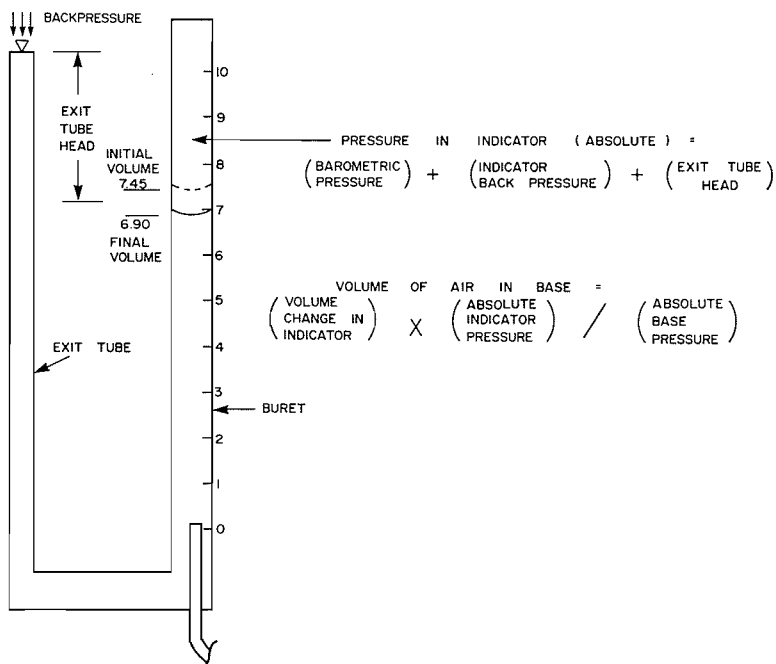 BACKPRESSURE
EXIT
TUBE
HEAD
INITIAL
VOLUME
7.45
6.90
FINAL
VOLUME
EXIT TUBE
10
9
8
7
6
5
4
3
2
1
0
BURET
PRESSURE IN INDICATOR (ABSOLUTE) =
(BAROMETRIC PRESSURE) + (INDICATOR BACK PRESSURE) + (EXIT TUBE HEAD)
VOLUME OF AIR IN BASE =
(VOLUME CHANGE IN INDICATOR) X (ABSOLUTE INDICATOR PRESSURE) / (ABSOLUTE BASE PRESSURE)